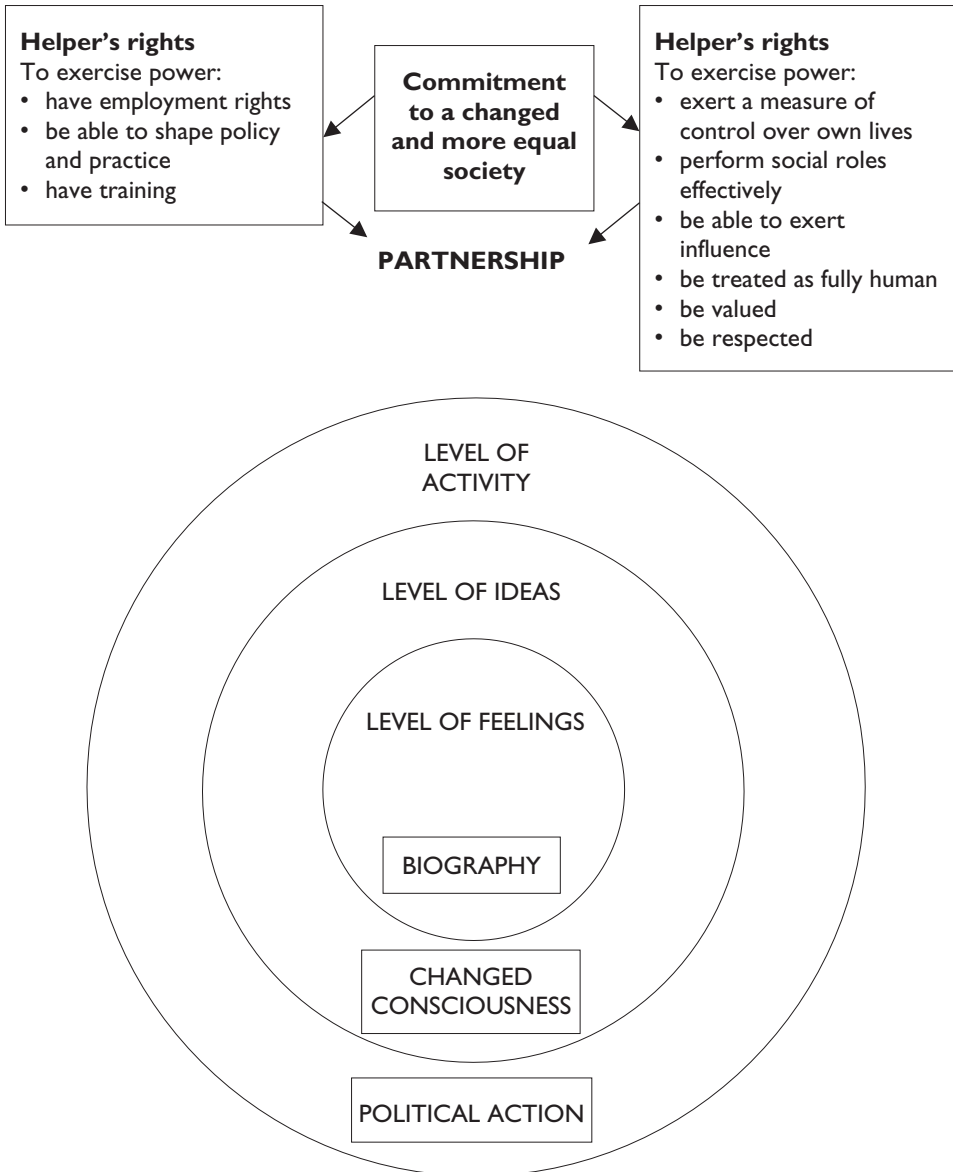 Helper’s rights
To exercise power:
• have employment rights
• be able to shape policy
and practice
• have training
Commitment
to a changed
and more equal
society
Helper’s rights
To exercise power:
• exert a measure of
control over own lives
• perform social roles
effectively
• be able to exert
influence
• be treated as fully human
• be valued
• be respected
PARTNERSHIP
LEVEL OF
ACTIVITY
LEVEL OF IDEAS
LEVEL OF FEELINGS
BIOGRAPHY
CHANGED
CONSCIOUSNESS
POLITICAL ACTION